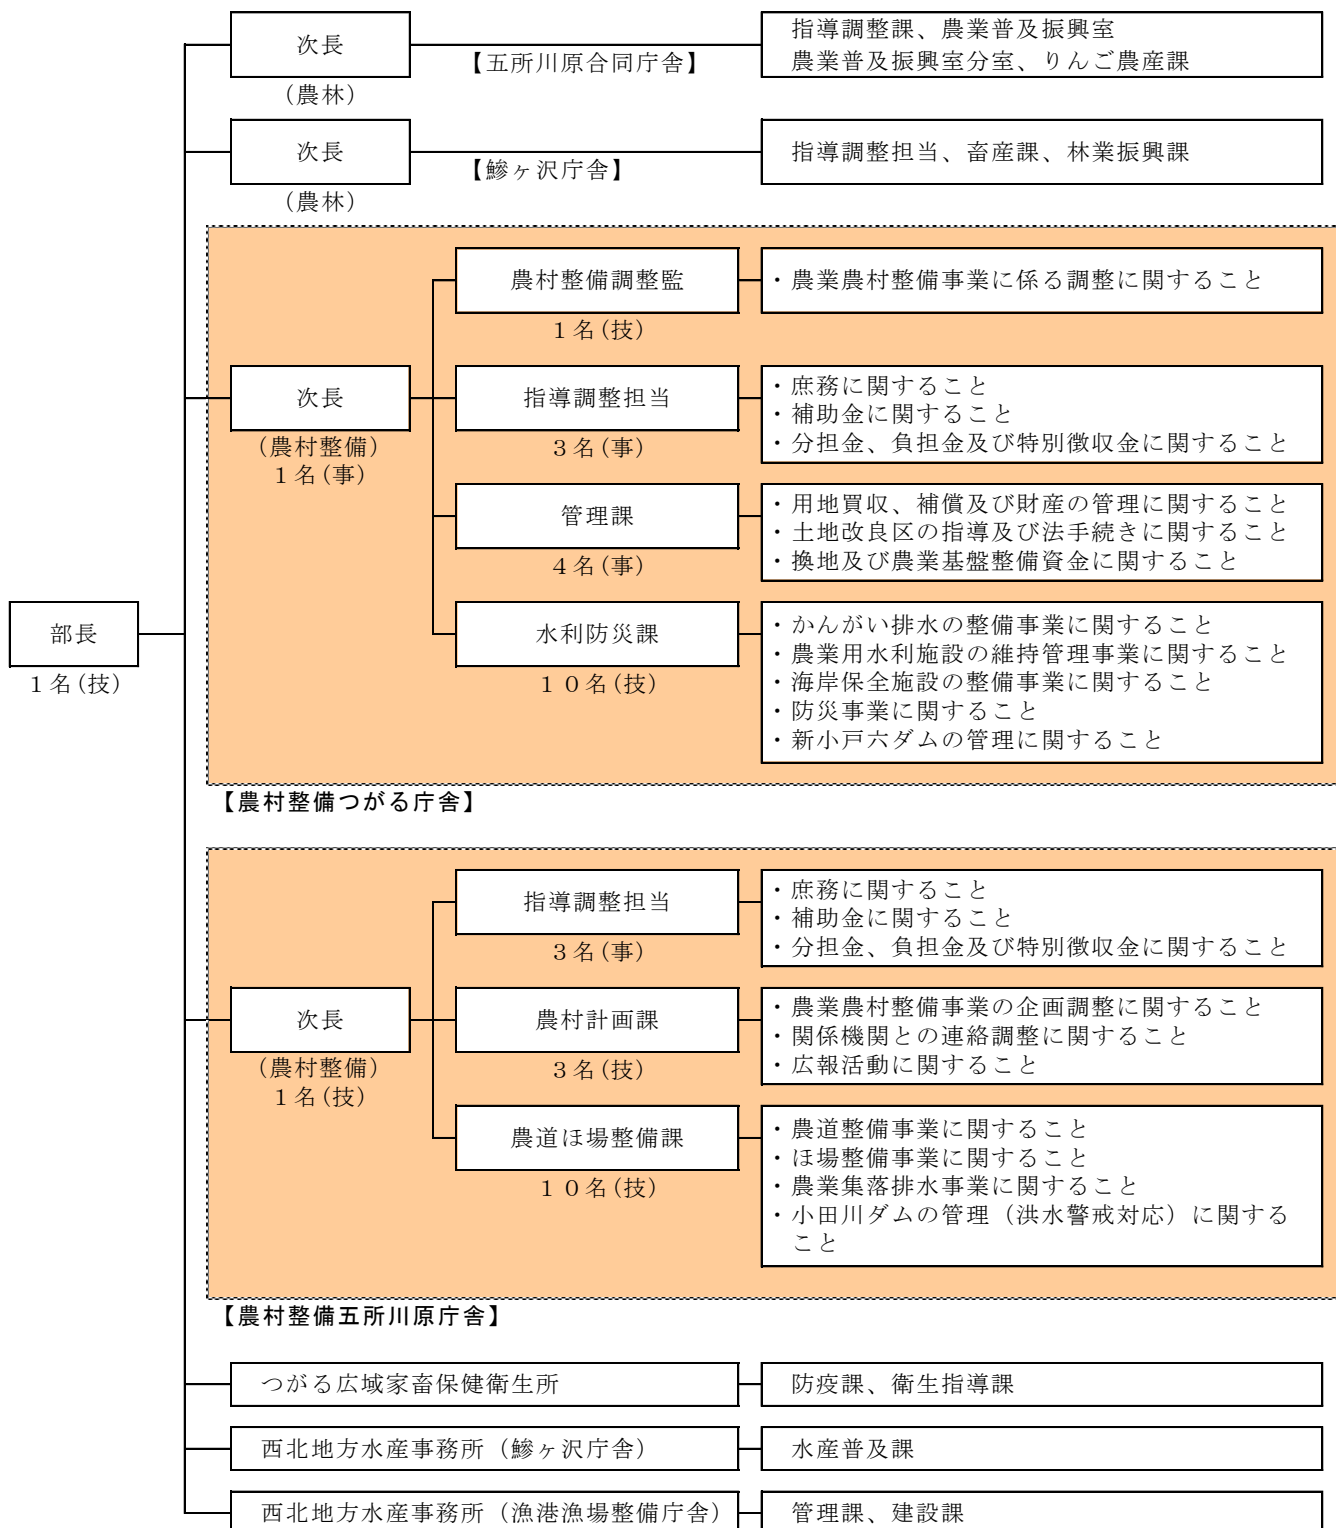 次長
【五所川原合同庁舎】
指導調整課、農業普及振興室
農業普及振興室分室、りんご農産課
(農林)
次長
【鰺ヶ沢庁舎】
指導調整担当、畜産課、林業振興課
(農林)
農村整備調整監
１名(技)
・農業農村整備事業に係る調整に関すること
次長
(農村整備)
１名(事)
指導調整担当
３名(事)
・庶務に関すること
・補助金に関すること
・分担金、負担金及び特別徴収金に関すること
管理課
４名(事)
・用地買収、補償及び財産の管理に関すること
・土地改良区の指導及び法手続きに関すること
・換地及び農業基盤整備資金に関すること
部長
１名(技)
水利防災課
１０名(技)
・かんがい排水の整備事業に関すること
・農業用水利施設の維持管理事業に関すること
・海岸保全施設の整備事業に関すること
・防災事業に関すること
・新小戸六ダムの管理に関すること
【農村整備つがる庁舎】
指導調整担当
３名(事)
・庶務に関すること
・補助金に関すること
・分担金、負担金及び特別徴収金に関すること
次長
(農村整備)
１名(技)
農村計画課
３名(技)
・農業農村整備事業の企画調整に関すること
・関係機関との連絡調整に関すること
・広報活動に関すること
農道ほ場整備課
１０名(技)
・農道整備事業に関すること
・ほ場整備事業に関すること
・農業集落排水事業に関すること
・小田川ダムの管理（洪水警戒対応）に関する
こと
【農村整備五所川原庁舎】
つがる広域家畜保健衛生所
防疫課、衛生指導課
西北地方水産事務所（鰺ヶ沢庁舎）
水産普及課
西北地方水産事務所（漁港漁場整備庁舎）
管理課、建設課